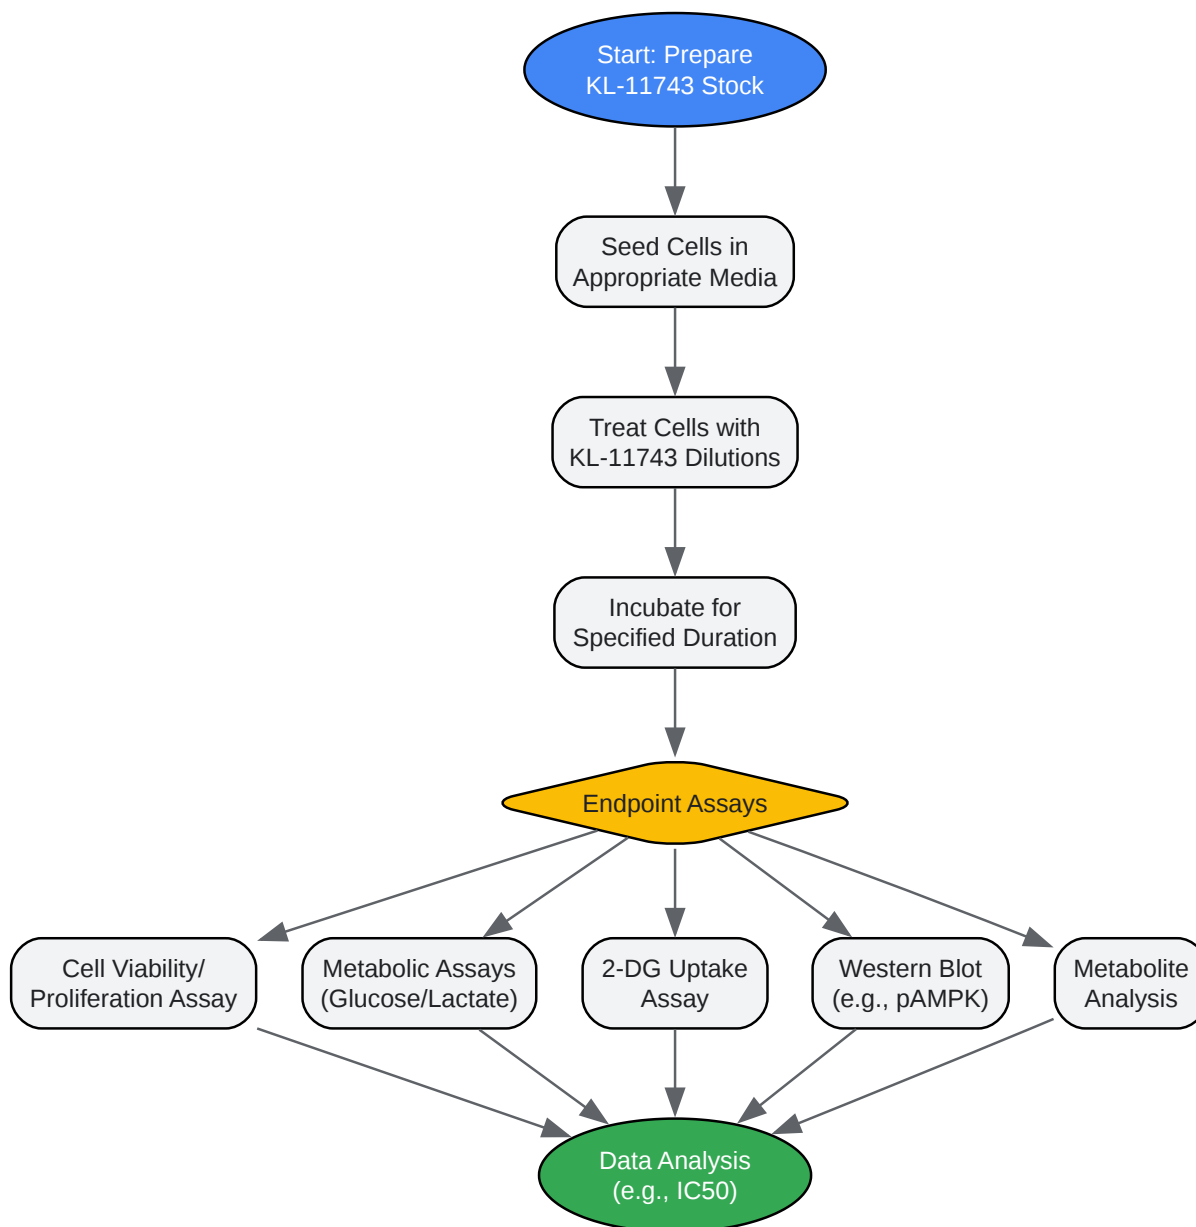 Start: Prepare
KL-11743 Stock
Seed Cells in
Appropriate Media
Treat Cells with
KL-11743 Dilutions
Incubate for
Specified Duration
Endpoint Assays
Cell Viability/
Proliferation Assay
Metabolic Assays
(Glucose/Lactate)
2-DG Uptake
Assay
Western Blot
(e.g., pAMPK)
Metabolite
Analysis
Data Analysis
(e.g., IC50)